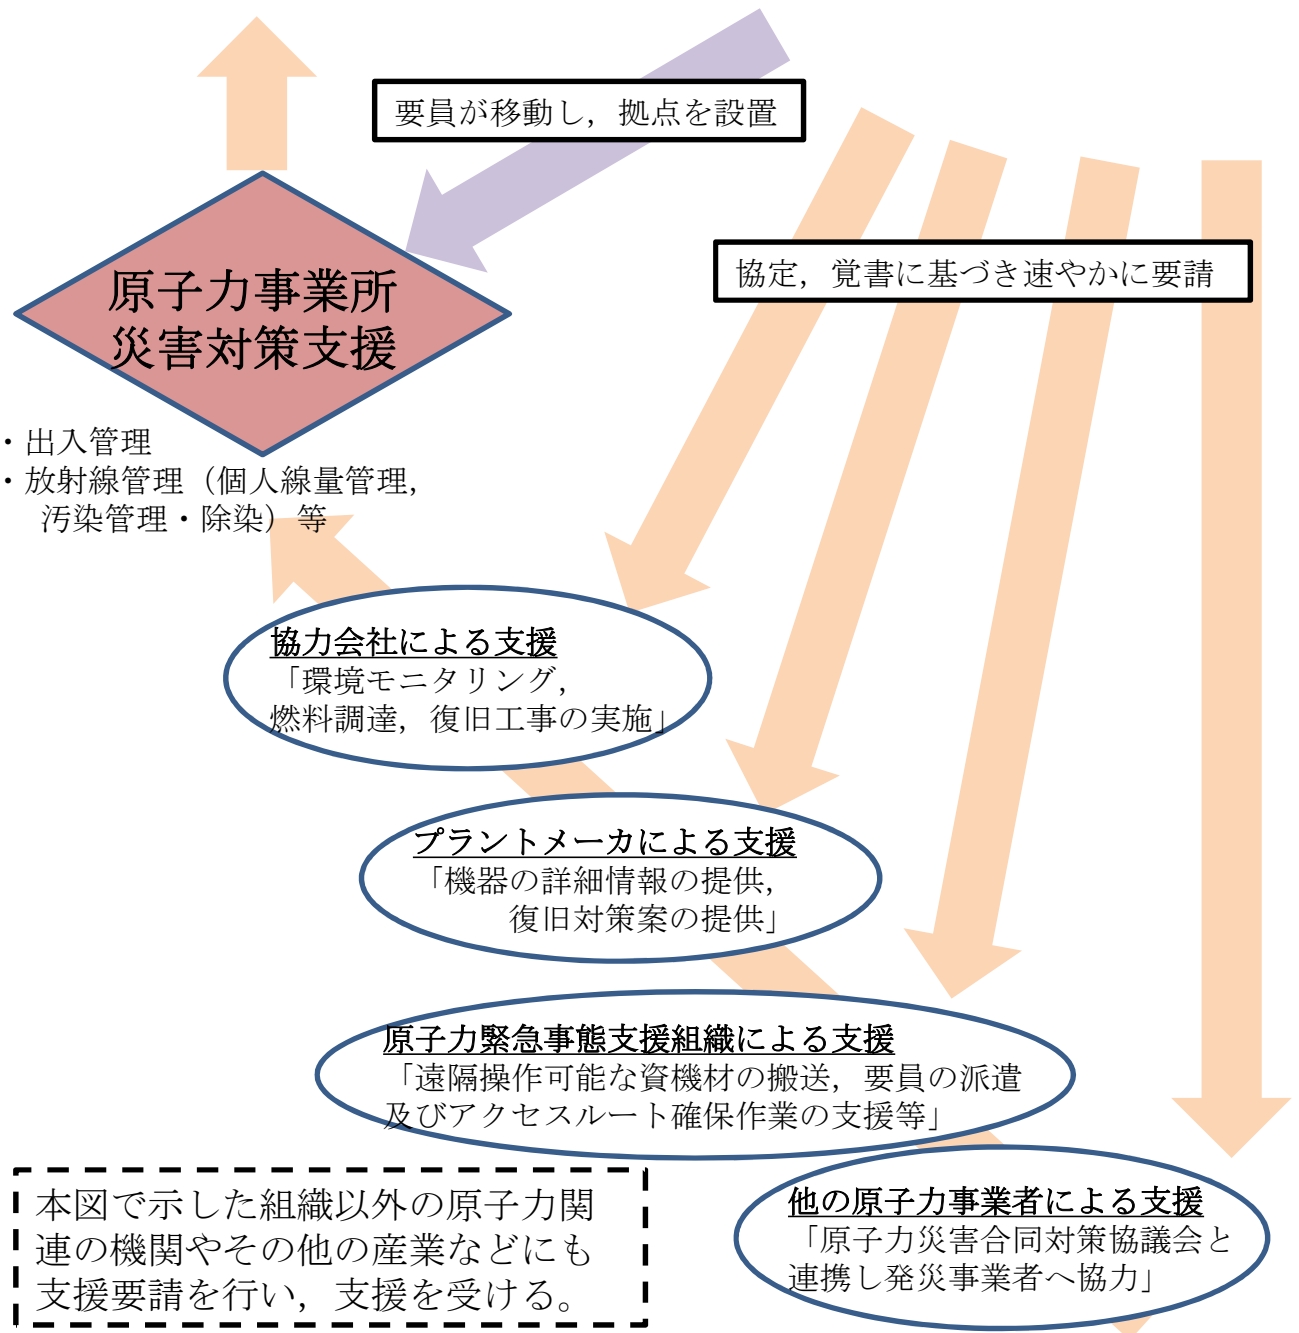 要員が移動し，拠点を設置
協定，覚書に基づき速やかに要請
原子力事業所
災害対策支援
・出入管理
・放射線管理（個人線量管理，
汚染管理・除染）等
協力会社による支援
「環境モニタリング，
燃料調達，復旧工事の実施」
プラントメーカによる支援
「機器の詳細情報の提供，
復旧対策案の提供」
原子力緊急事態支援組織による支援
「遠隔操作可能な資機材の搬送，要員の派遣
及びアクセスルート確保作業の支援等」
他の原子力事業者による支援
「原子力災害合同対策協議会と
連携し発災事業者へ協力」
本図で示した組織以外の原子力関
連の機関やその他の産業などにも
支援要請を行い，支援を受ける。